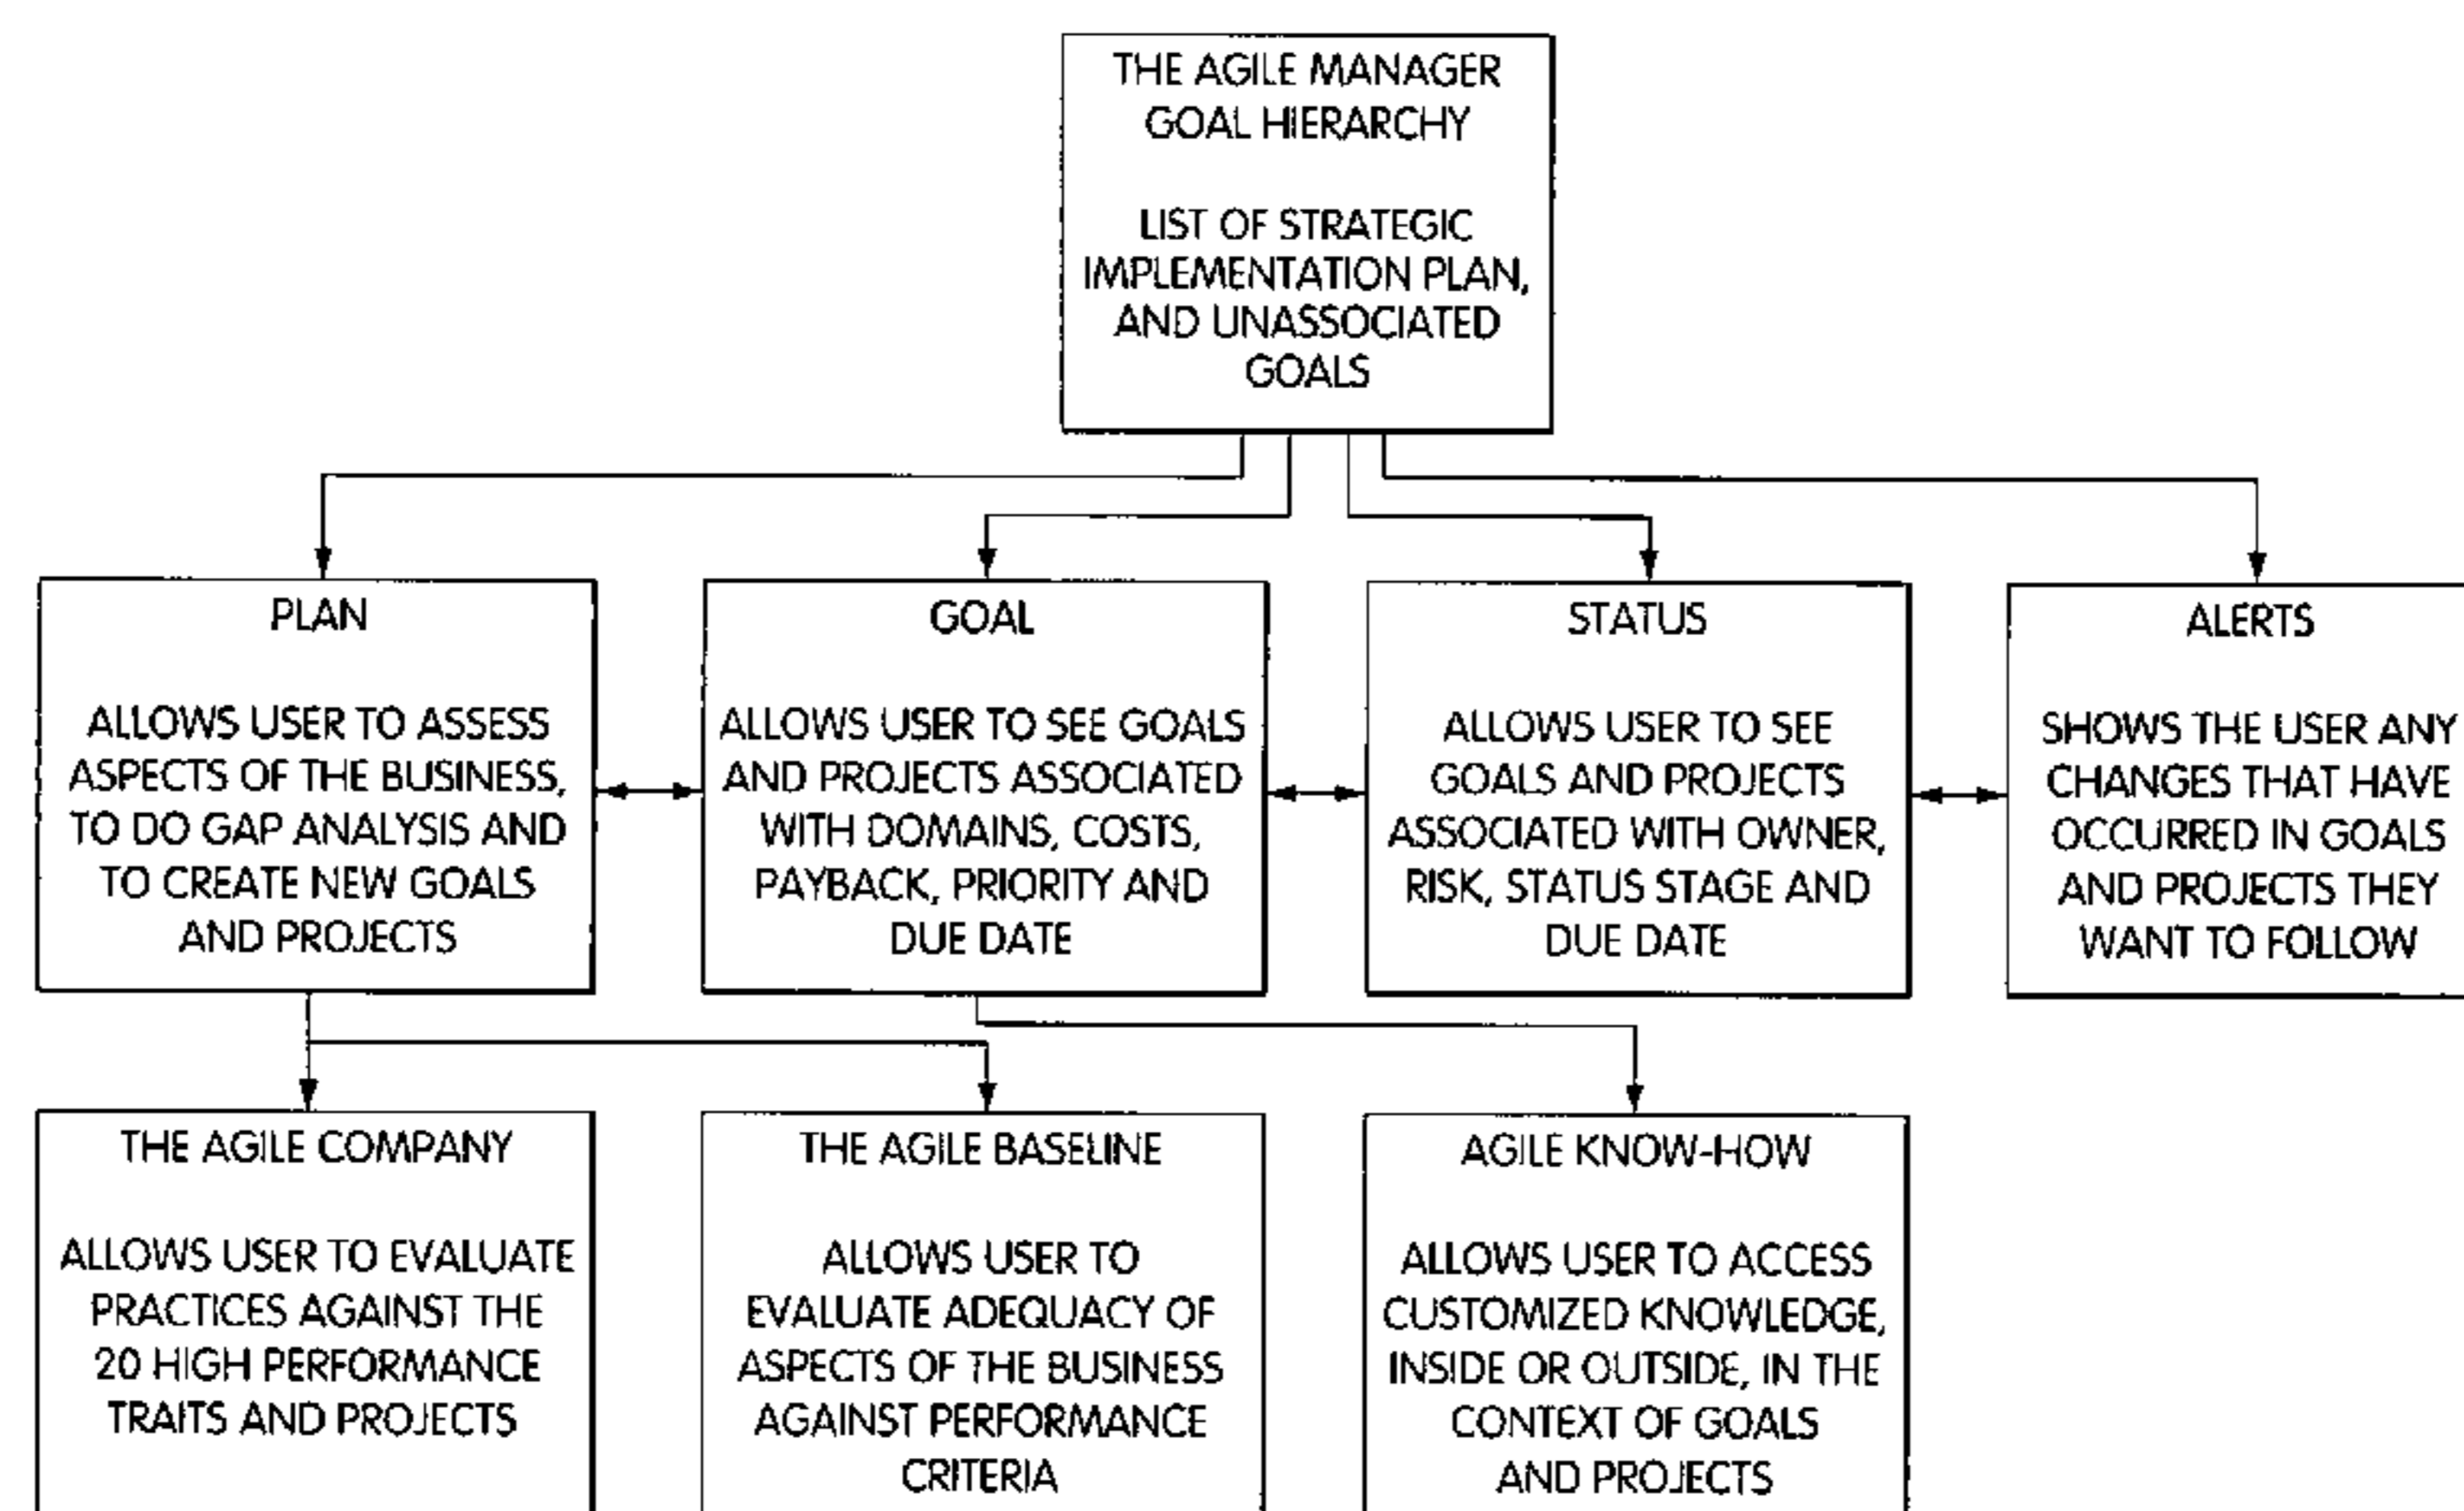 THE AGILE MANAGER
GOAL HIERARCHY
LIST OF STRATEGIC
IMPLEMENTATION PLAN,
AND UNASSOCIATED
GOALS
PLAN
ALLOWS USER TO ASSESS
ASPECTS OF THE BUSINESS,
TO DO GAP ANALYSIS AND
TO CREATE NEW GOALS
AND PROJECTS
GOAL
ALLOWS USER TO SEE GOALS
AND PROJECTS ASSOCIATED
WITH DOMAINS, COSTS,
PAYBACK, PRIORITY AND
DUE DATE
STATUS
ALLOWS USER TO SEE
GOALS AND PROJECTS
ASSOCIATED WITH OWNER,
RISK, STATUS STAGE AND
DUE DATE
ALERTS
SHOWS THE USER ANY
CHANGES THAT HAVE
OCCURRED IN GOALS
AND PROJECTS THEY
WANT TO FOLLOW
THE AGILE COMPANY
ALLOWS USER TO EVALUATE
PRACTICES AGAINST THE
20 HIGH PERFORMANCE
TRAITS AND PROJECTS
THE AGILE BASELINE
ALLOWS USER TO
EVALUATE ADEQUACY OF
ASPECTS OF THE BUSINESS
AGAINST PERFORMANCE
CRITERIA
AGILE KNOW-HOW
ALLOWS USER TO ACCESS
CUSTOMIZED KNOWLEDGE,
INSIDE OR OUTSIDE, IN THE
CONTEXT OF GOALS
AND PROJECTS